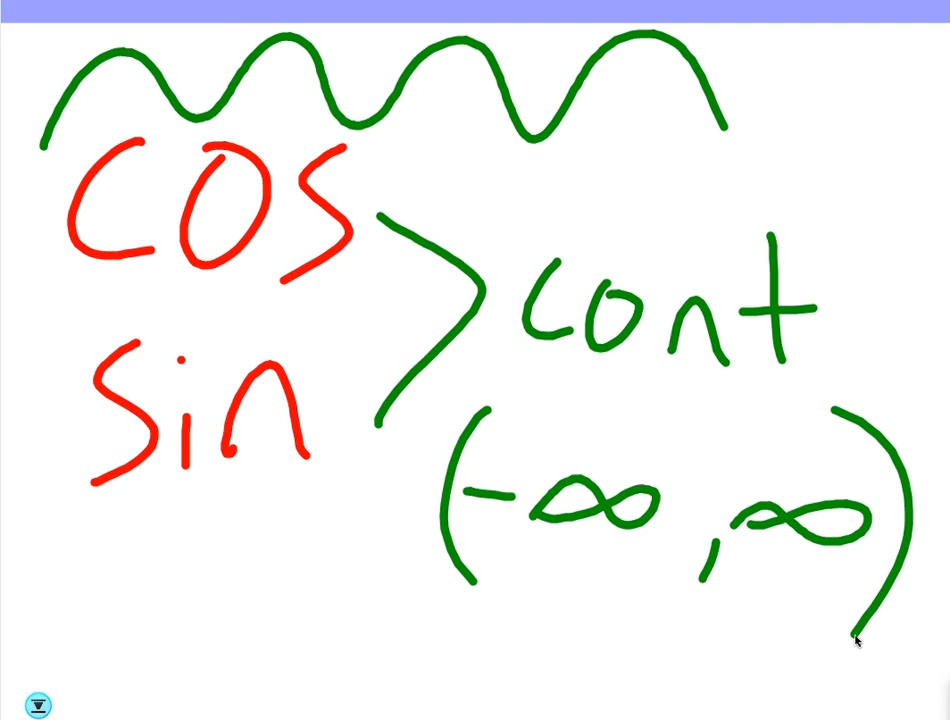 cos
sin
> cont
(-∞, ∞)